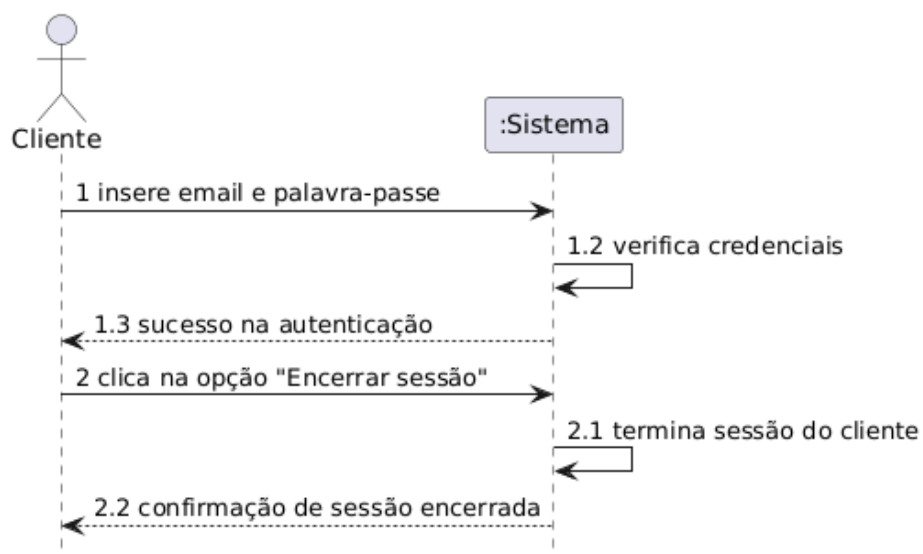 Cliente
:Sistema
1 insere email e palavra-passe
1.2 verifica credenciais
1.3 sucesso na autenticação
2 clica na opção "Encerrar sessão"
2.1 termina sessão do cliente
2.2 confirmação de sessão encerrada